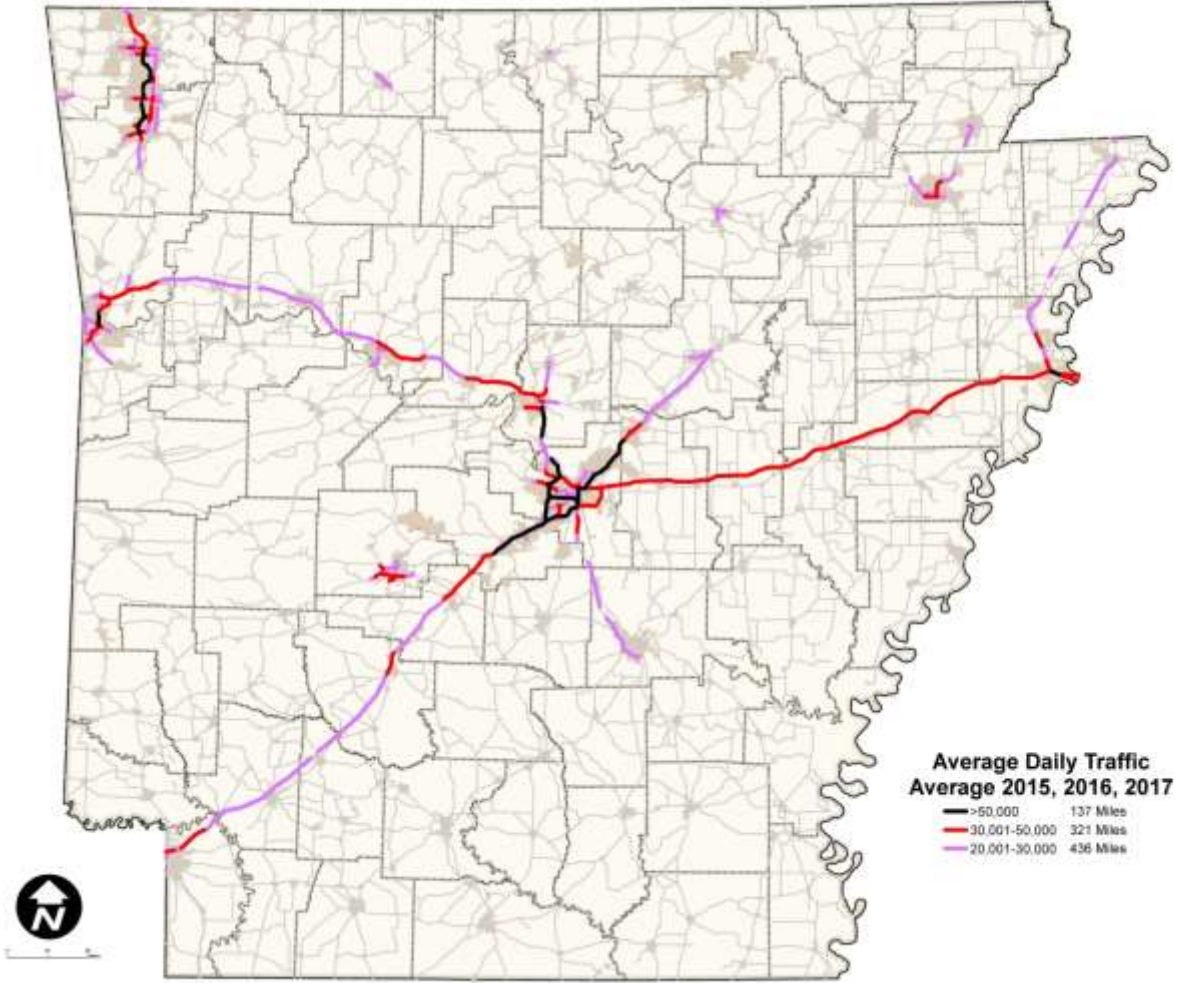 Average Daily Traffic
Average 2015, 2016, 2017
>50,000 137 Miles
30,001-50,000 321 Miles
20,001-30,000 436 Miles
N